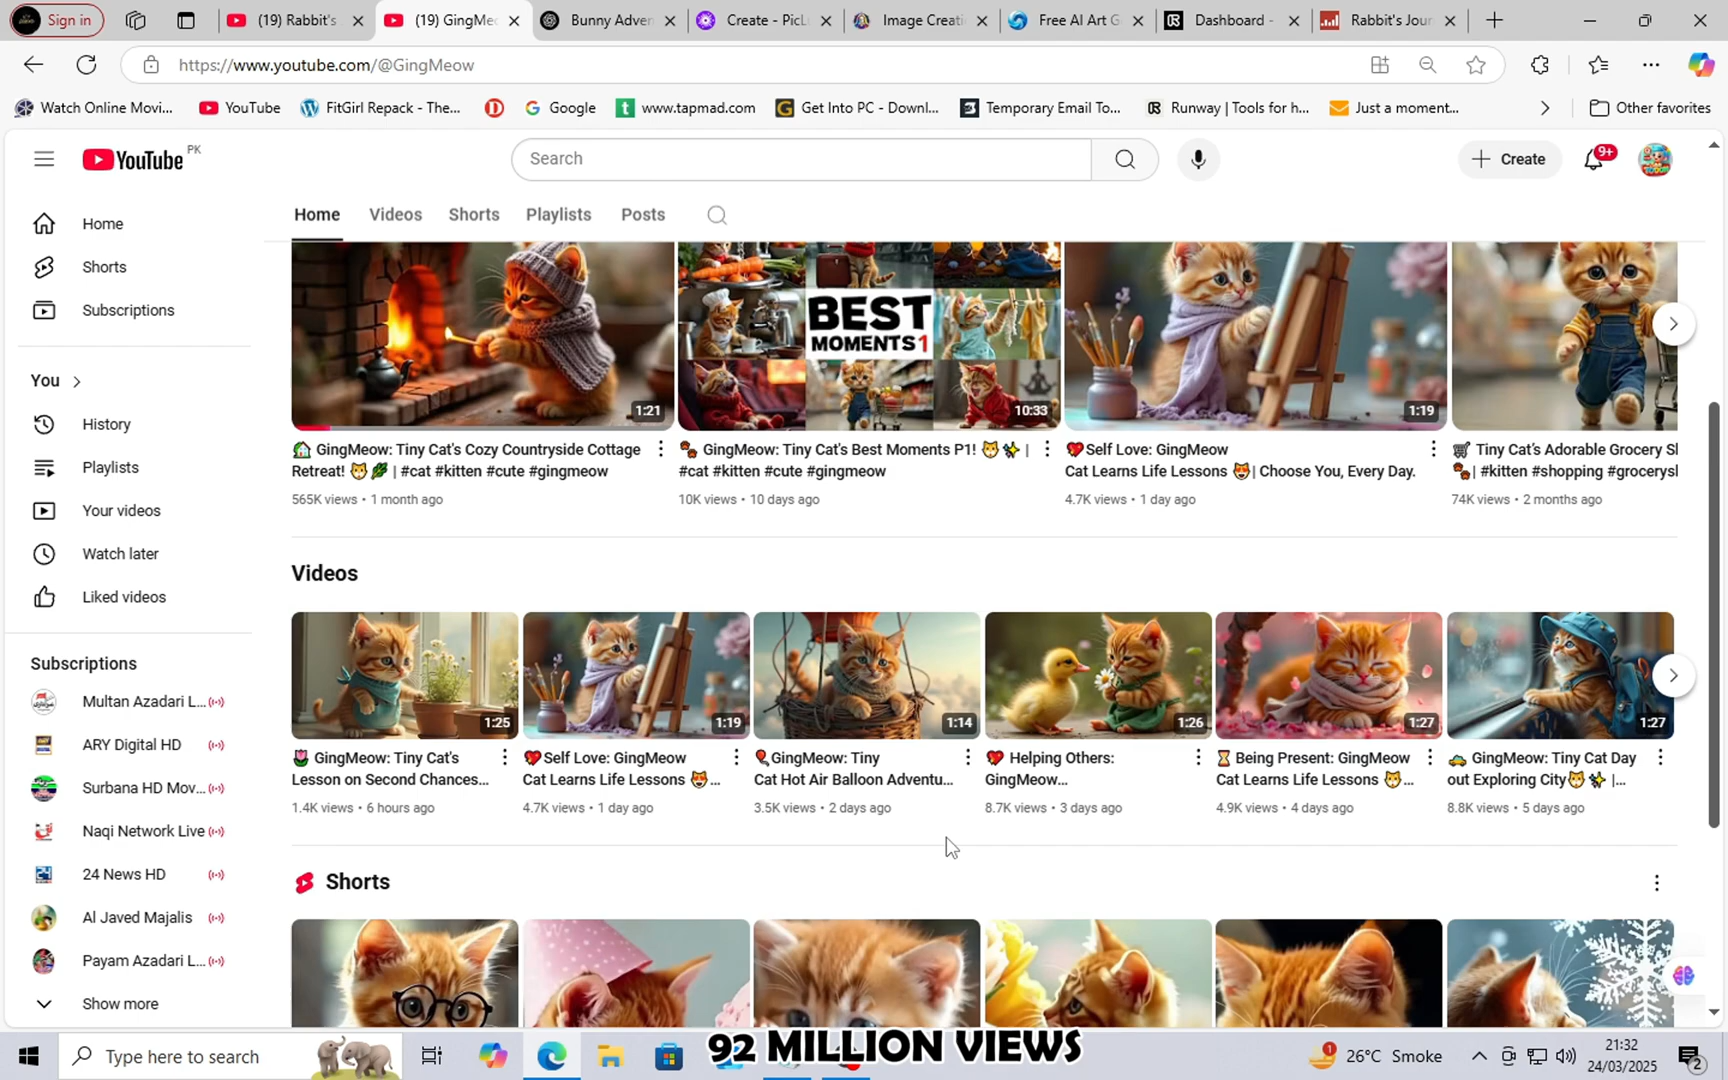 Sign in
(19) Rabbit's
(19) GingMeo
Bunny Adven
Create - PicL
Image Creati
Free AI Art G
Dashboard -
Rabbit's Jour
https://www.youtube.com/@GingMeow
Watch Online Movi...
YouTube
FitGirl Repack - The...
Google
www.tapmad.com
Get Into PC - Downl...
Temporary Email To...
Runway | Tools for h...
Just a moment...
Other favorites
YouTube PK
Search
Create
9+
Home
Videos
Shorts
Playlists
Posts
Home
Shorts
Subscriptions
You
History
Playlists
Your videos
Watch later
Liked videos
Subscriptions
Multan Azadari L...
ARY Digital HD
Surbana HD Mov...
Naqi Network Live
24 News HD
Al Javed Majalis
Payam Azadari L...
Show more
1:21
BEST
MOMENTS 1
10:33
1:19
🏡 GingMeow: Tiny Cat's Cozy Countryside Cottage
Retreat! 🐱🌿 | #cat #kitten #cute #gingmeow
565K views • 1 month ago
🐾 GingMeow: Tiny Cat's Best Moments P1! 🐱✨ |
#cat #kitten #cute #gingmeow
10K views • 10 days ago
💖Self Love: GingMeow
Cat Learns Life Lessons 😻| Choose You, Every Day.
4.7K views • 1 day ago
🛒 Tiny Cat's Adorable Grocery Sh
🐾| #kitten #shopping #grocerysh
74K views • 2 months ago
Videos
1:25
1:19
1:14
1:26
1:27
1:27
🌷 GingMeow: Tiny Cat's
Lesson on Second Chances...
1.4K views • 6 hours ago
💖Self Love: GingMeow
Cat Learns Life Lessons 😻...
4.7K views • 1 day ago
🎈GingMeow: Tiny
Cat Hot Air Balloon Adventu...
3.5K views • 2 days ago
💖 Helping Others:
GingMeow...
8.7K views • 3 days ago
⌛ Being Present: GingMeow
Cat Learns Life Lessons 🐱...
4.9K views • 4 days ago
🚕 GingMeow: Tiny Cat Day
out Exploring City🐱✨ |...
8.8K views • 5 days ago
Shorts
92 MILLION VIEWS
Type here to search
1
26°C Smoke
21:32
24/03/2025
2